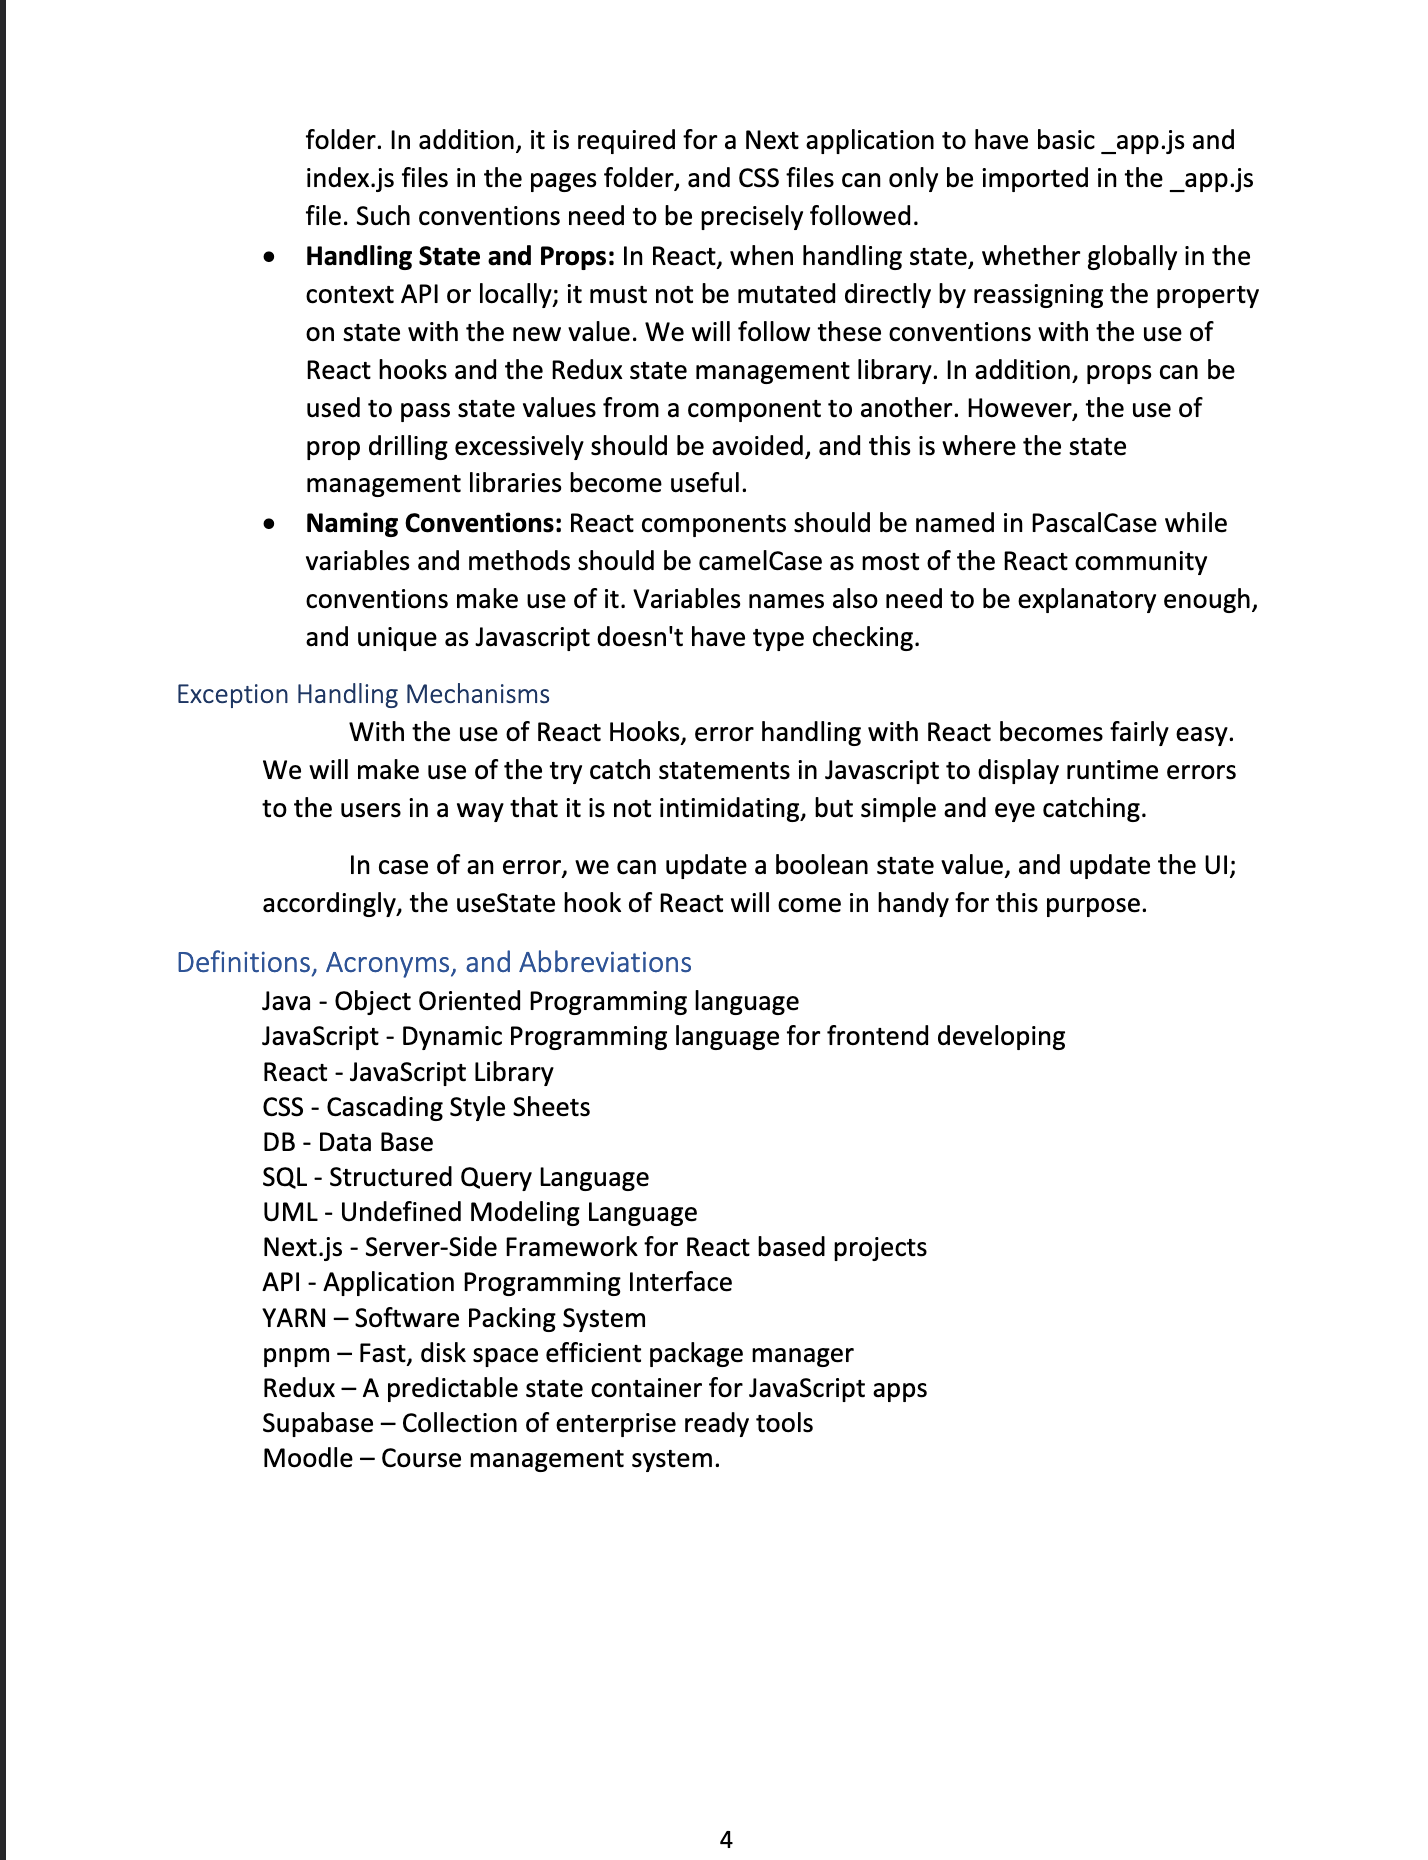 folder. In addition, it is required for a Next application to have basic _app.js and
index.js files in the pages folder, and CSS files can only be imported in the _app.js
file. Such conventions need to be precisely followed.
• Handling State and Props: In React, when handling state, whether globally in the
context API or locally; it must not be mutated directly by reassigning the property
on state with the new value. We will follow these conventions with the use of
React hooks and the Redux state management library. In addition, props can be
used to pass state values from a component to another. However, the use of
prop drilling excessively should be avoided, and this is where the state
management libraries become useful.
• Naming Conventions: React components should be named in PascalCase while
variables and methods should be camelCase as most of the React community
conventions make use of it. Variables names also need to be explanatory enough,
and unique as Javascript doesn't have type checking.
Exception Handling Mechanisms
With the use of React Hooks, error handling with React becomes fairly easy.
We will make use of the try catch statements in Javascript to display runtime errors
to the users in a way that it is not intimidating, but simple and eye catching.
In case of an error, we can update a boolean state value, and update the UI;
accordingly, the useState hook of React will come in handy for this purpose.
Definitions, Acronyms, and Abbreviations
Java - Object Oriented Programming language
JavaScript - Dynamic Programming language for frontend developing
React - JavaScript Library
CSS - Cascading Style Sheets
DB - Data Base
SQL - Structured Query Language
UML - Undefined Modeling Language
Next.js - Server-Side Framework for React based projects
API - Application Programming Interface
YARN – Software Packing System
pnpm – Fast, disk space efficient package manager
Redux – A predictable state container for JavaScript apps
Supabase – Collection of enterprise ready tools
Moodle – Course management system.
4